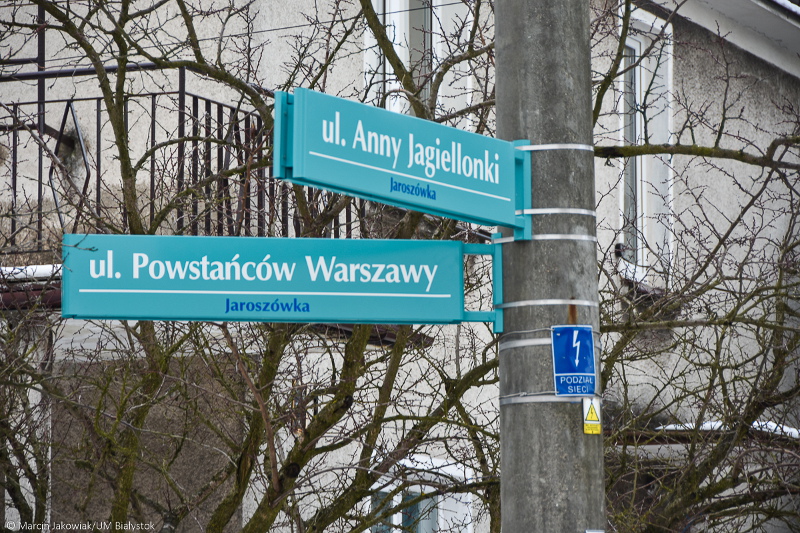 ul. Anny Jagiellonki
Jaroszówka
ul. Powstańców Warszawy
Jaroszówka
PODZIAŁ
SIECI
© Marcin Jakowiak/UM Białystok